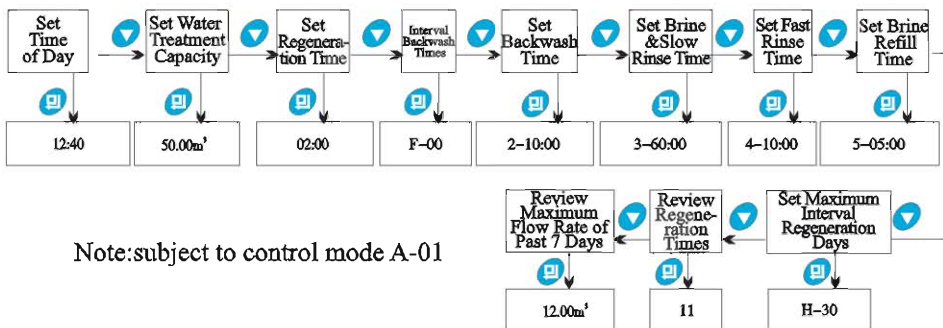 Set
Time
of Day
Set Water
Treatment
Capacity
Set
Regenera-
tion Time
Interval
Backwash
Times
Set
Backwash
Time
Set Brine
&Slow
Rinse Time
Set Fast
Rinse
Time
Set Brine
Refill
Time
12:40
50.00m³
02:00
F-00
2-10:00
3-60:00
4-10:00
5-05:00
Review
Maximum
Flow Rate of
Past 7 Days
Review
Regene-
ration
Times
Set Maximum
Interval
Regeneration
Days
12.00m³
11
H-30
Note:subject to control mode A-01